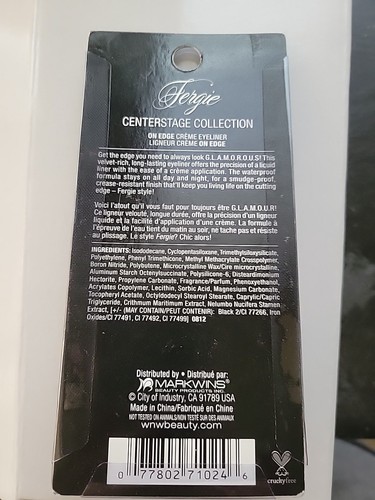 Fergie
CENTERSTAGE COLLECTION
ON EDGE CRÈME EYELINER
LIGNEUR CRÈME ON EDGE
Get the edge you need to always look G.L.A.M.O.R.O.U.S! This
velvet-rich, long-lasting eyeliner offers the precision of a liquid
liner with the ease of a crème application. The waterproof
formula stays on all day and night, for a smudge-proof,
crease-resistant finish that'll keep you living life on the cutting
edge – Fergie style!
Voici l'atout qu'il vous faut pour toujours être G.L.A.M.O.U.R!
Ce ligneur velouté, longue durée, offre la précision d'un ligneur
liquide et la facilité d'application d'une crème. La formule à
l'épreuve de l'eau tient du matin au soir, ne tache pas et résiste
au plissage. Le style Fergie? Chic alors!
INGREDIENTS: Isododecane, Cyclopentasiloxane, Trimethylsiloxysilicate,
Polyethylene, Phenyl Trimethicone, Methyl Methacrylate Crosspolymer,
Boron Nitride, Polybutene, Microcrystalline Wax/Cire microcrystalline,
Aluminum Starch Octenylsuccinate, Polysilicone-6, Disteardimonium
Hectorite, Propylene Carbonate, Fragrance/Parfum, Phenoxyethanol,
Acrylates Copolymer, Lecithin, Sorbic Acid, Magnesium Carbonate,
Tocopheryl Acetate, Octyldodecyl Stearoyl Stearate, Caprylic/Capric
Triglyceride, Crithmum Maritimum Extract, Nelumbo Nucifera Stamen
Extract, [+/- (MAY CONTAIN/PEUT CONTENIR): Black 2/CI 77266, Iron
Oxides/CI 77491, CI 77492, CI 77499] 0812
Distributed by • Distribué par:
MARKWINS®
BEAUTY PRODUCTS INC.
© City of Industry, CA 91789 USA
Made in China/Fabriqué en Chine
NOT TESTED ON ANIMALS/NON TESTÉ SUR DES ANIMAUX
wnwbeauty.com
0 77802 71024 6
crueltyfree